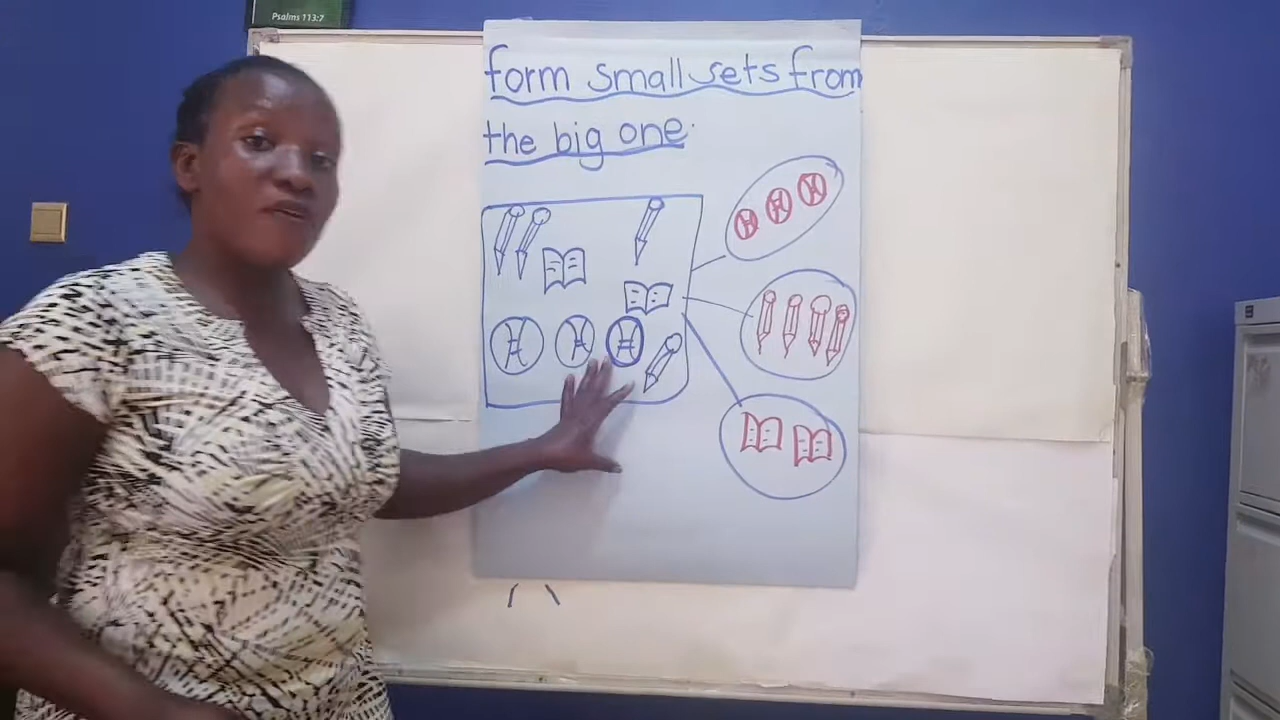 Psalms 113:7
form small sets from
the big one.